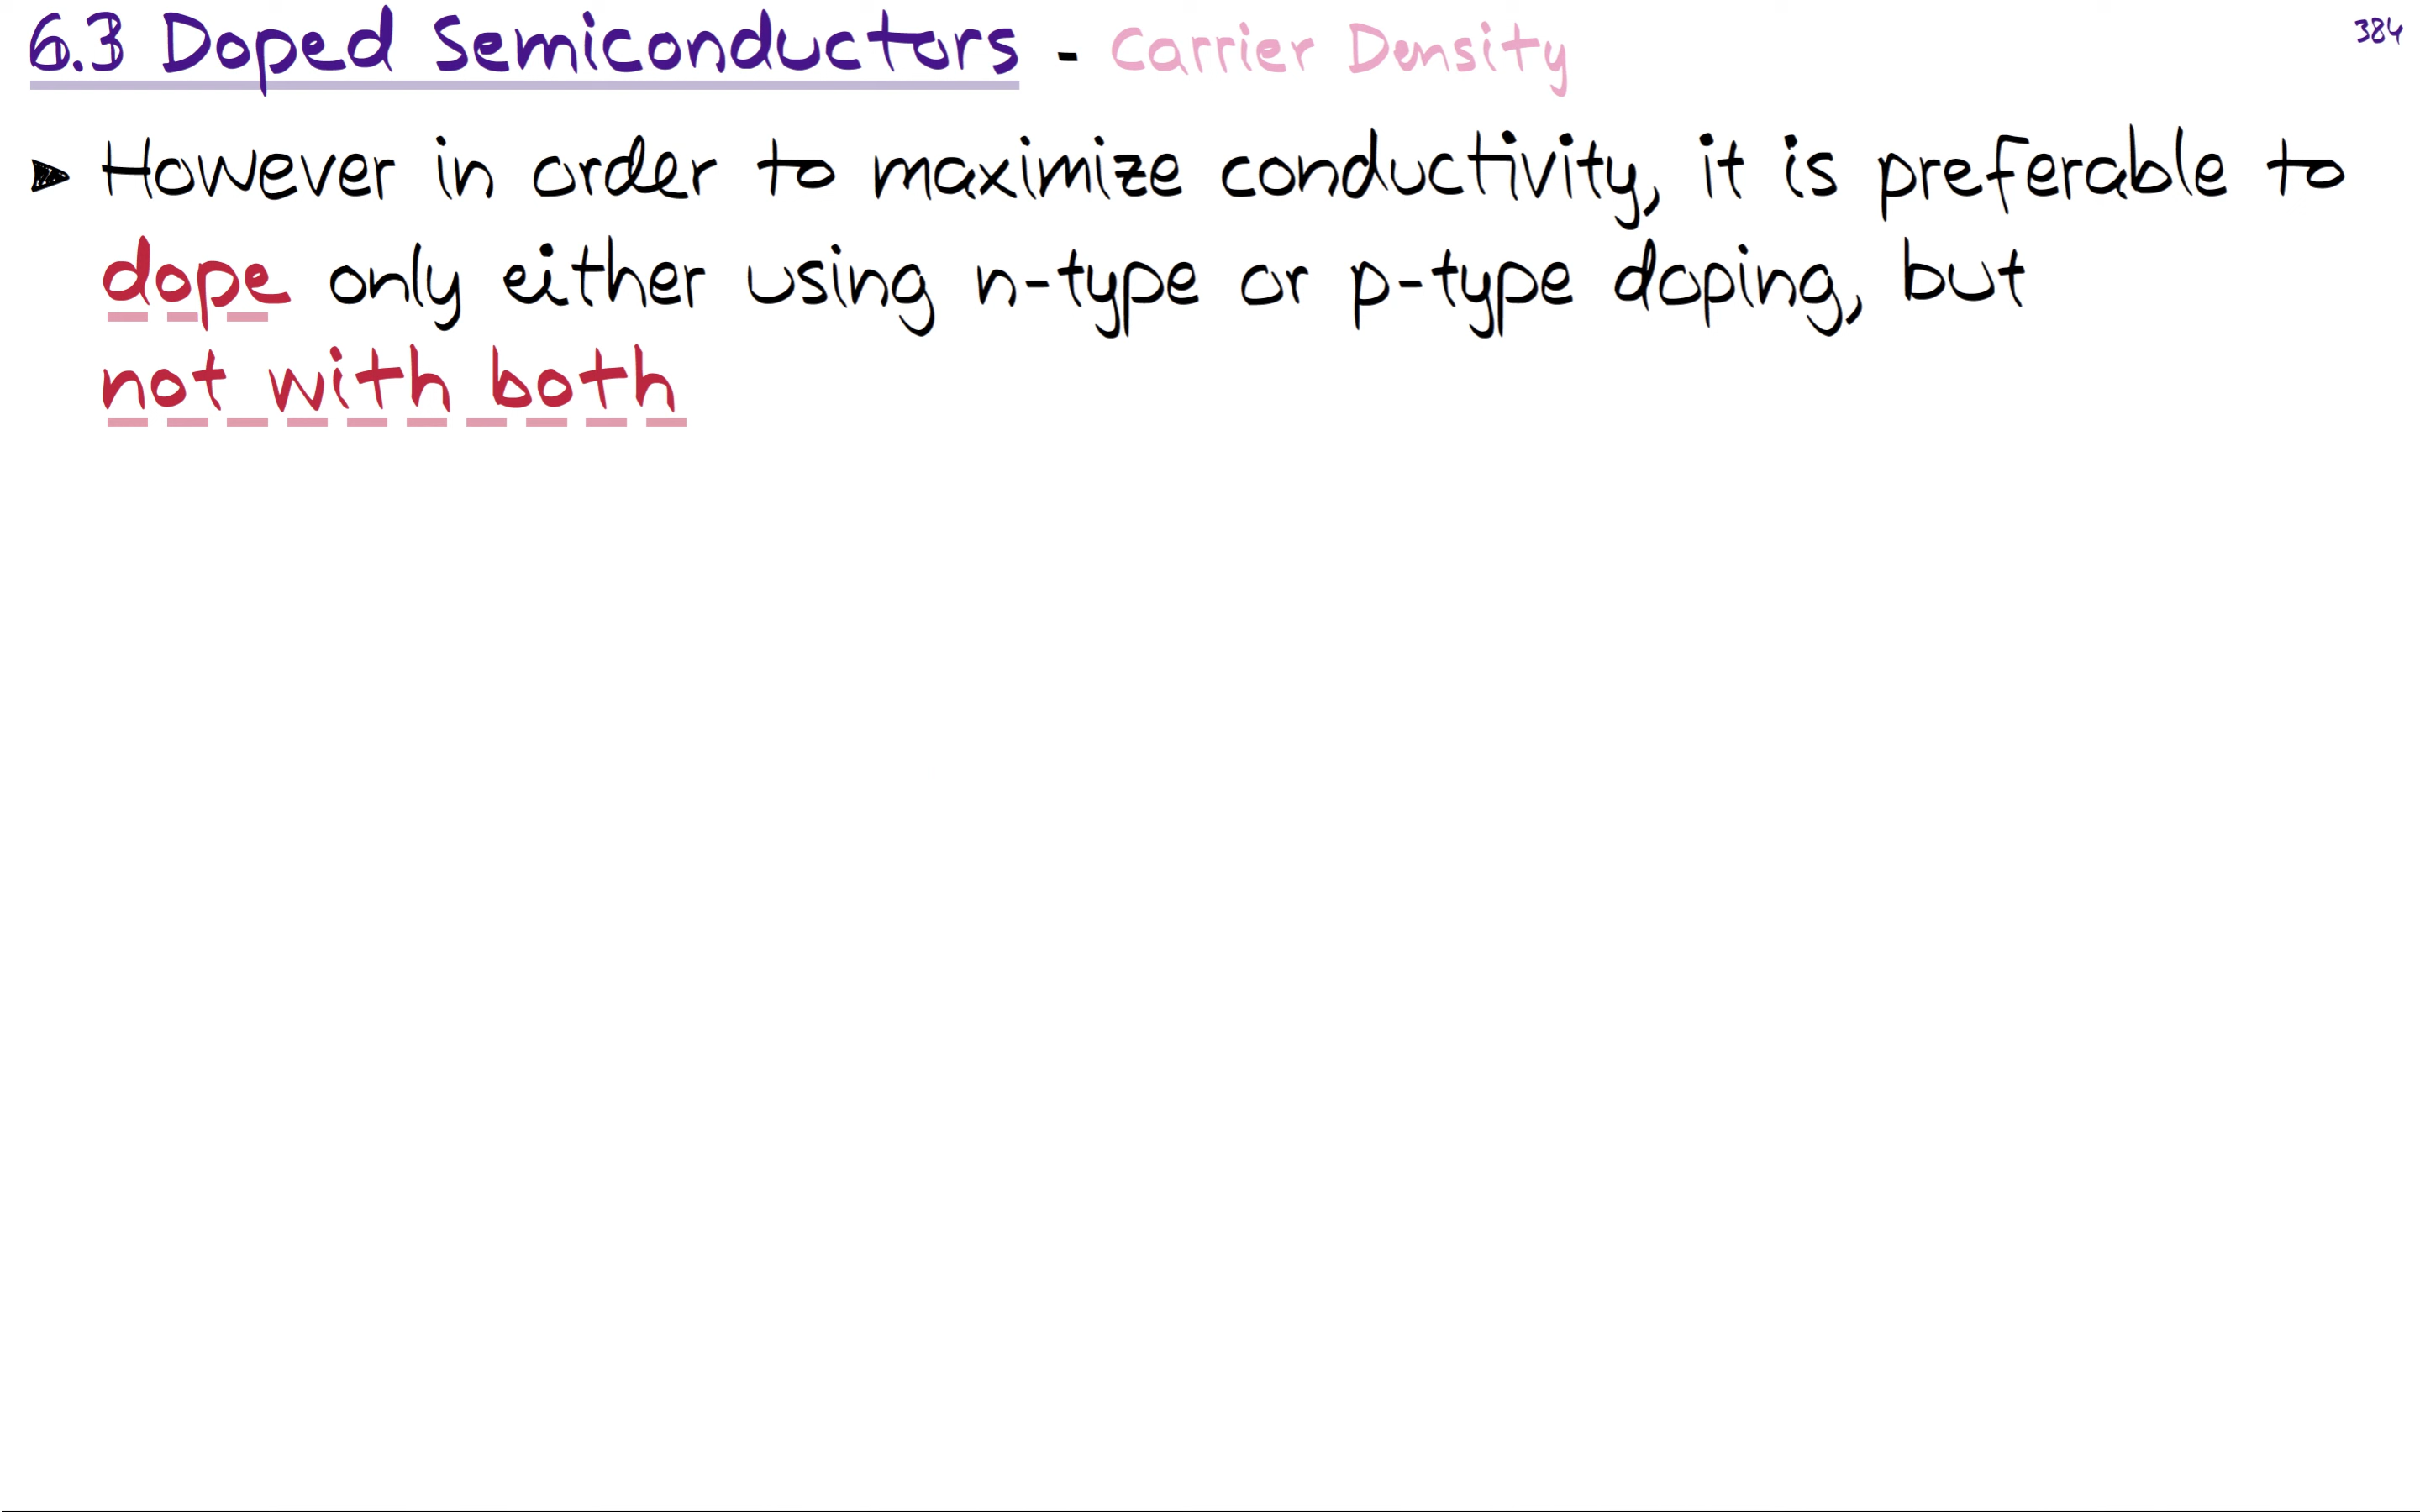 6.3 Doped Semiconductors - Carrier Density
384
However in order to maximize conductivity, it is preferable to
dope only either using n-type or p-type doping, but
not with both